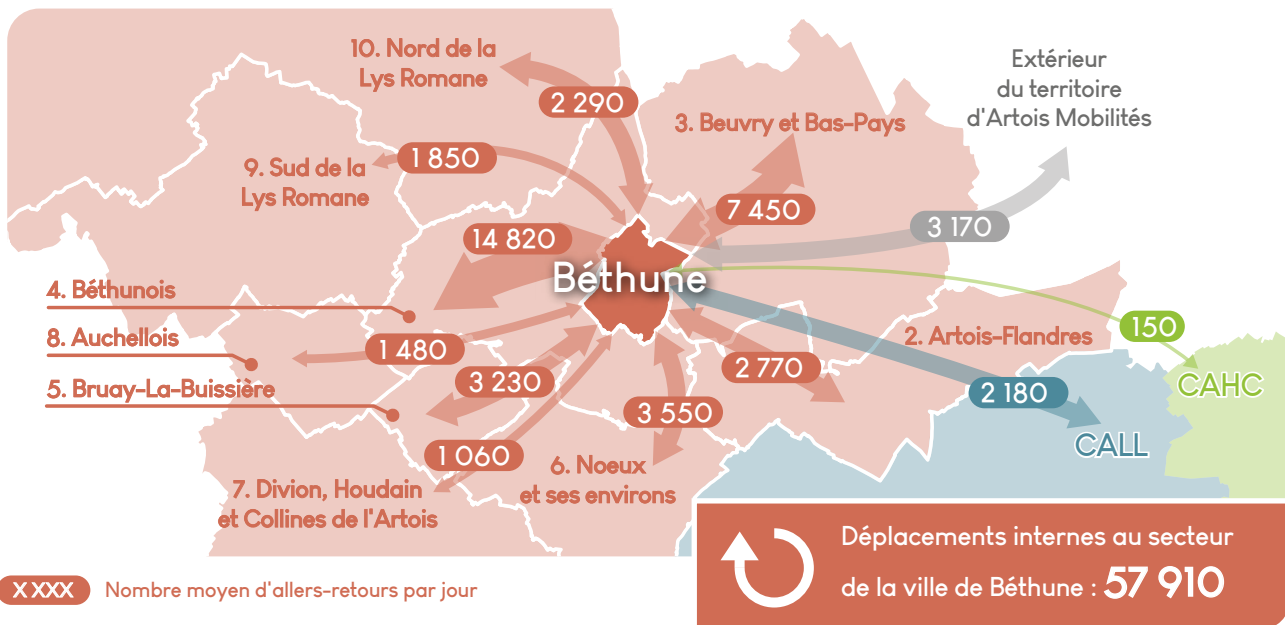 10. Nord de la
Lys Romane
2 290
Extérieur
du territoire
d'Artois Mobilités
3. Beuvry et Bas-Pays
9. Sud de la
Lys Romane
1 850
7 450
3 170
14 820
Béthune
4. Béthunois
8. Auchellois
5. Bruay-La-Buissière
1 480
3 230
1 060
3 550
2 770
2. Artois-Flandres
150
CAHC
2 180
CALL
6. Noeux
et ses environs
7. Divion, Houdain
et Collines de l'Artois
Déplacements internes au secteur
de la ville de Béthune : 57 910
X XXX Nombre moyen d'allers-retours par jour